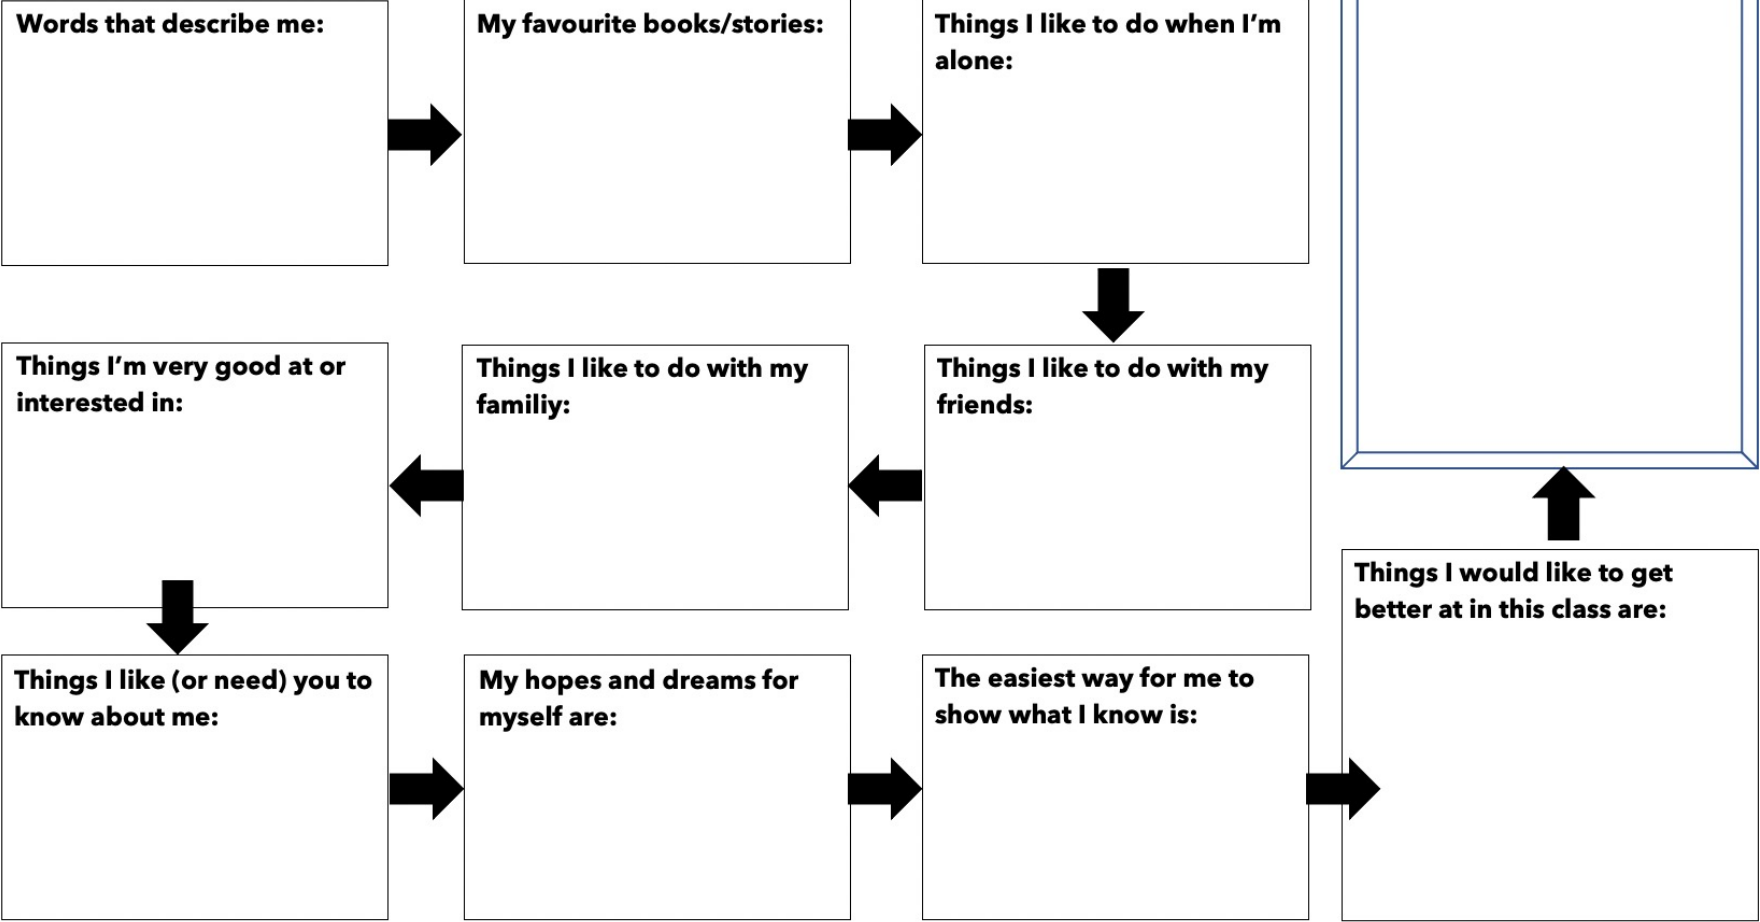 Words that describe me:
My favourite books/stories:
Things I like to do when I’m
alone:
Things I like to do with my
friends:
Things I like to do with my
familiy:
Things I’m very good at or
interested in:
Things I like (or need) you to
know about me:
My hopes and dreams for
myself are:
The easiest way for me to
show what I know is:
Things I would like to get
better at in this class are: